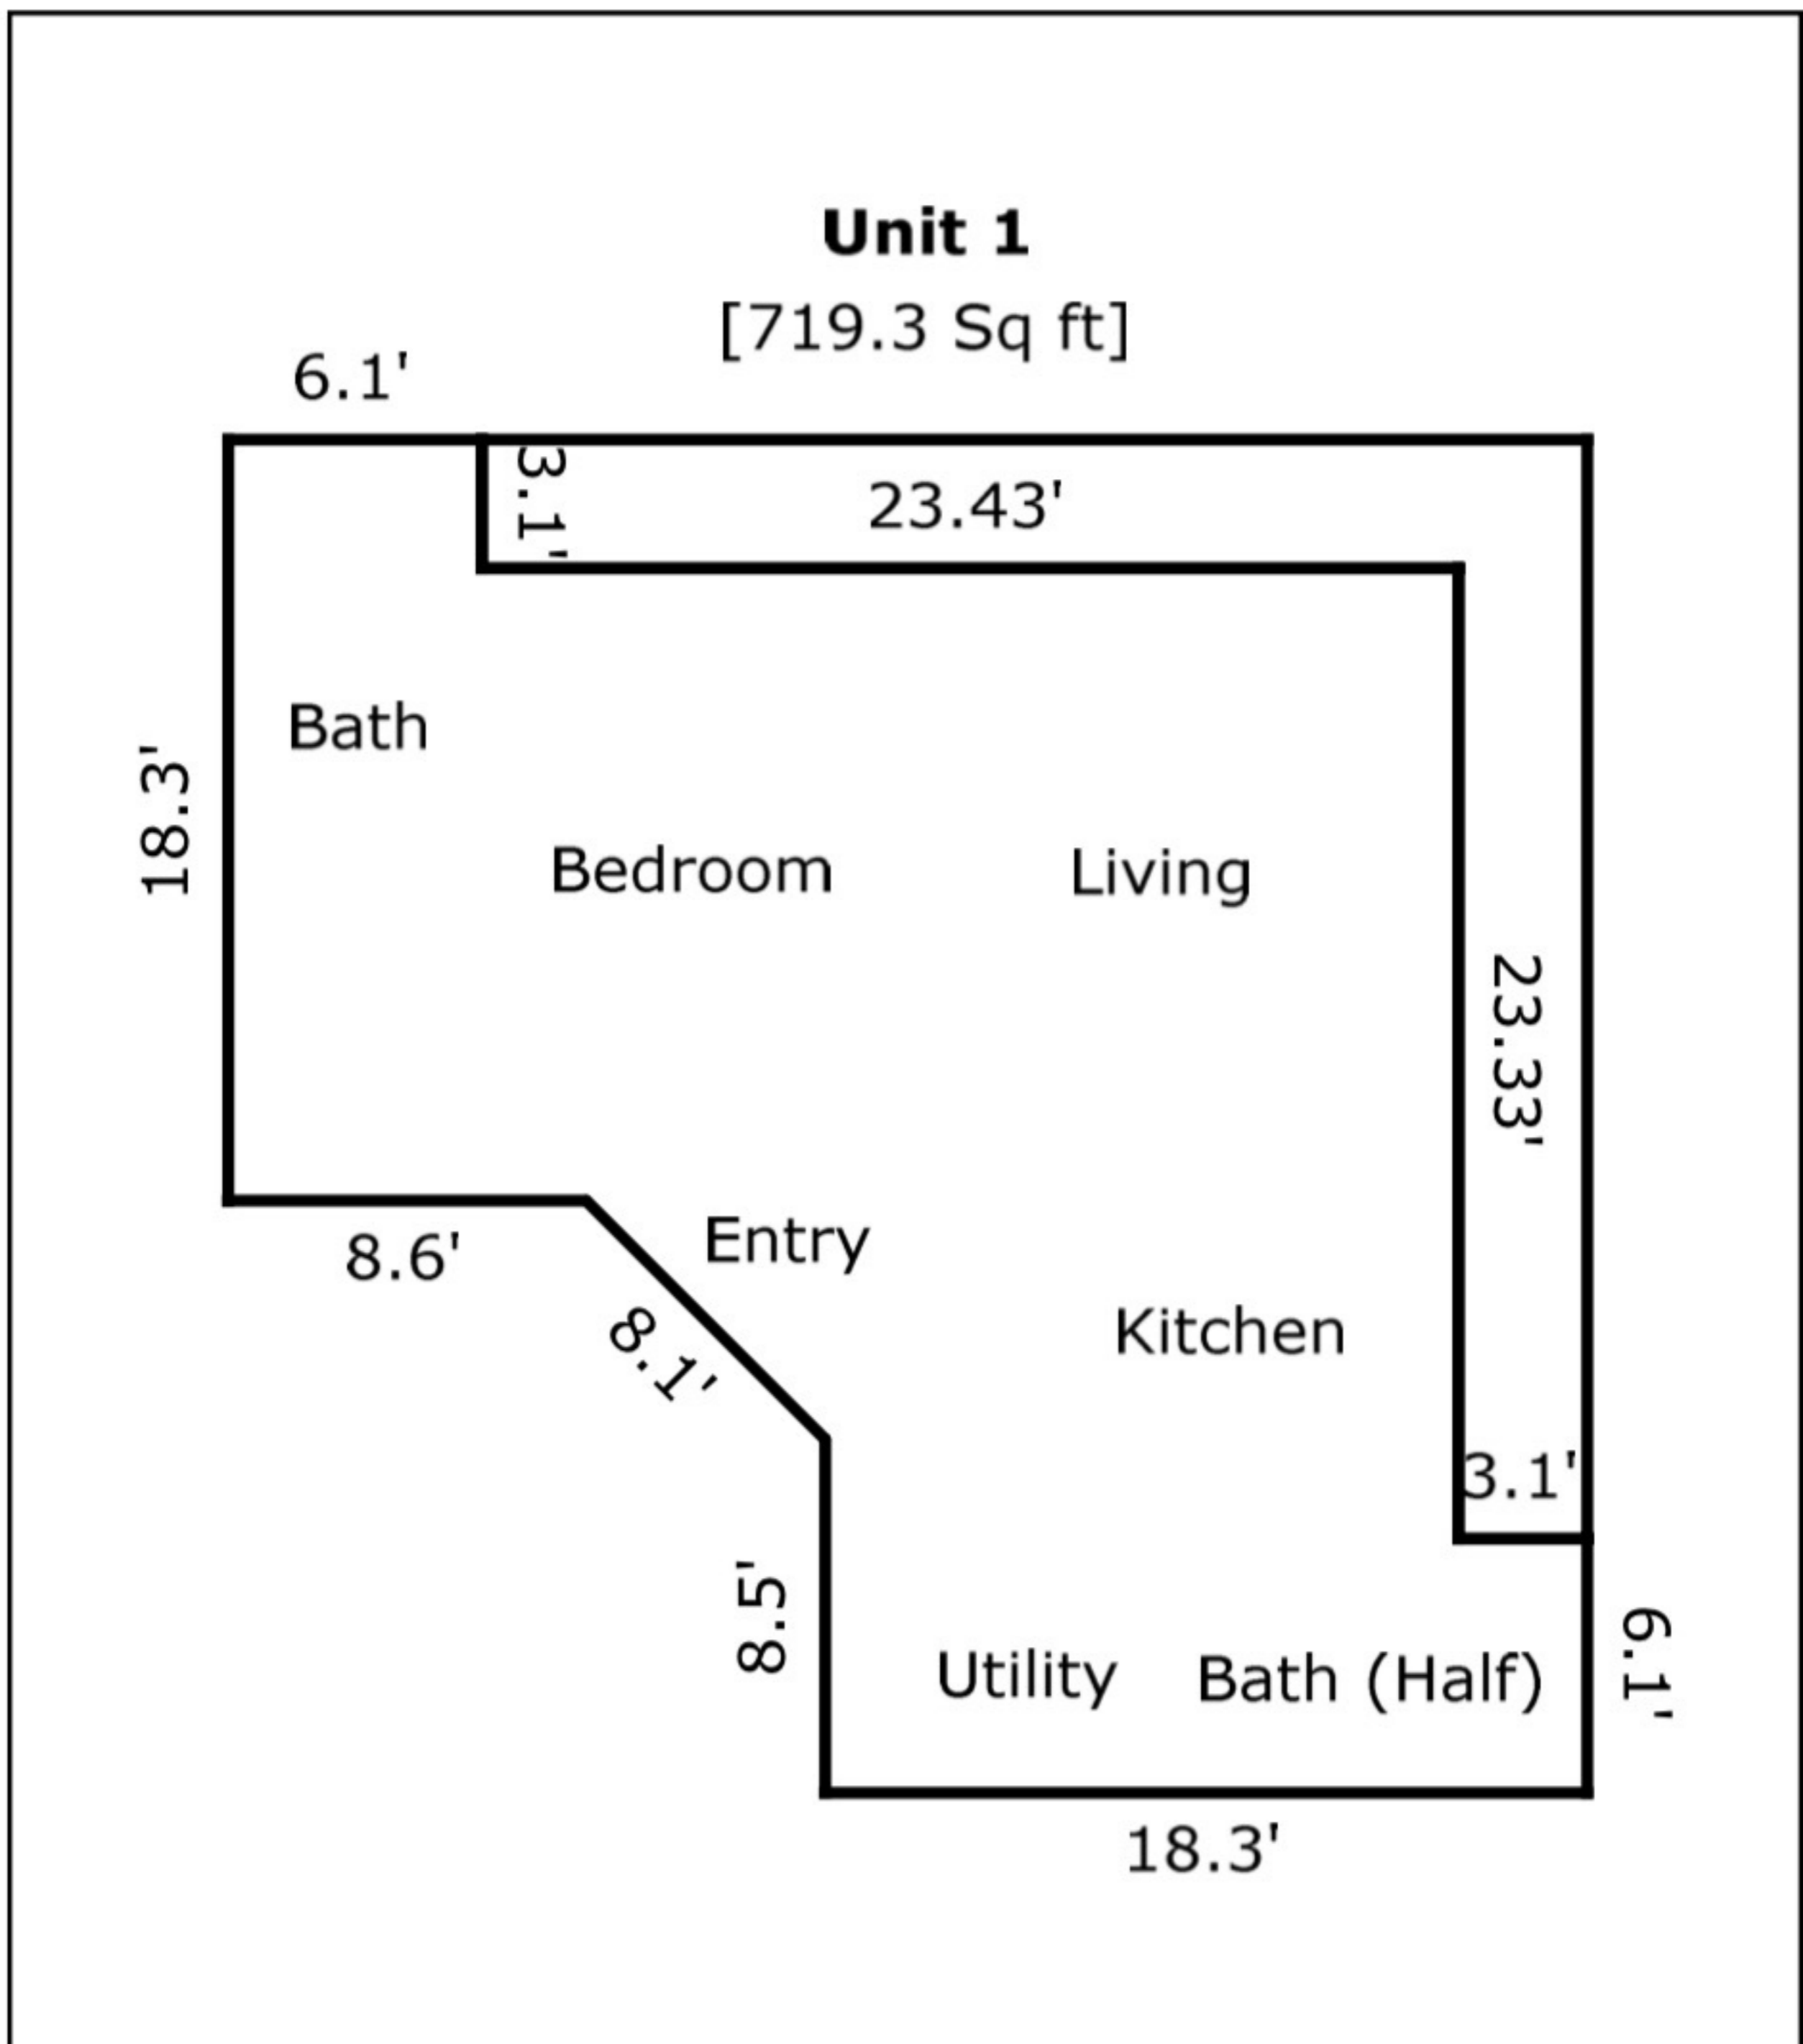 Unit 1
[719.3 Sq ft]
6.1'
3.1'
23.43'
Bath
18.3'
Bedroom
Living
23.33'
Entry
8.6'
8.1'
Kitchen
3.1'
8.5'
Utility
Bath (Half)
6.1'
18.3'